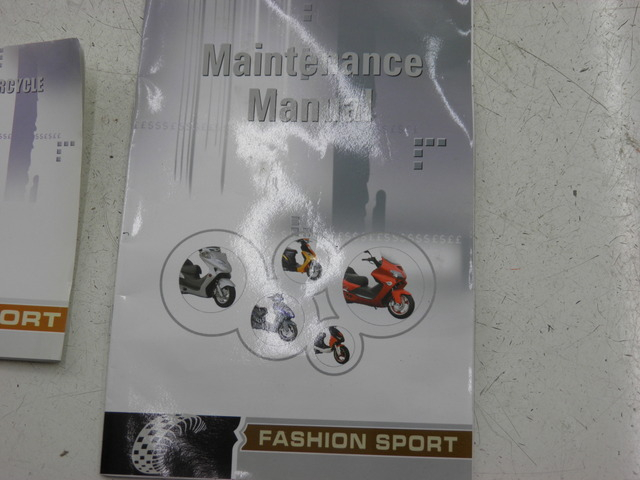 RCYCLE
ORT
Maintenance
Manual
FASHION SPORT